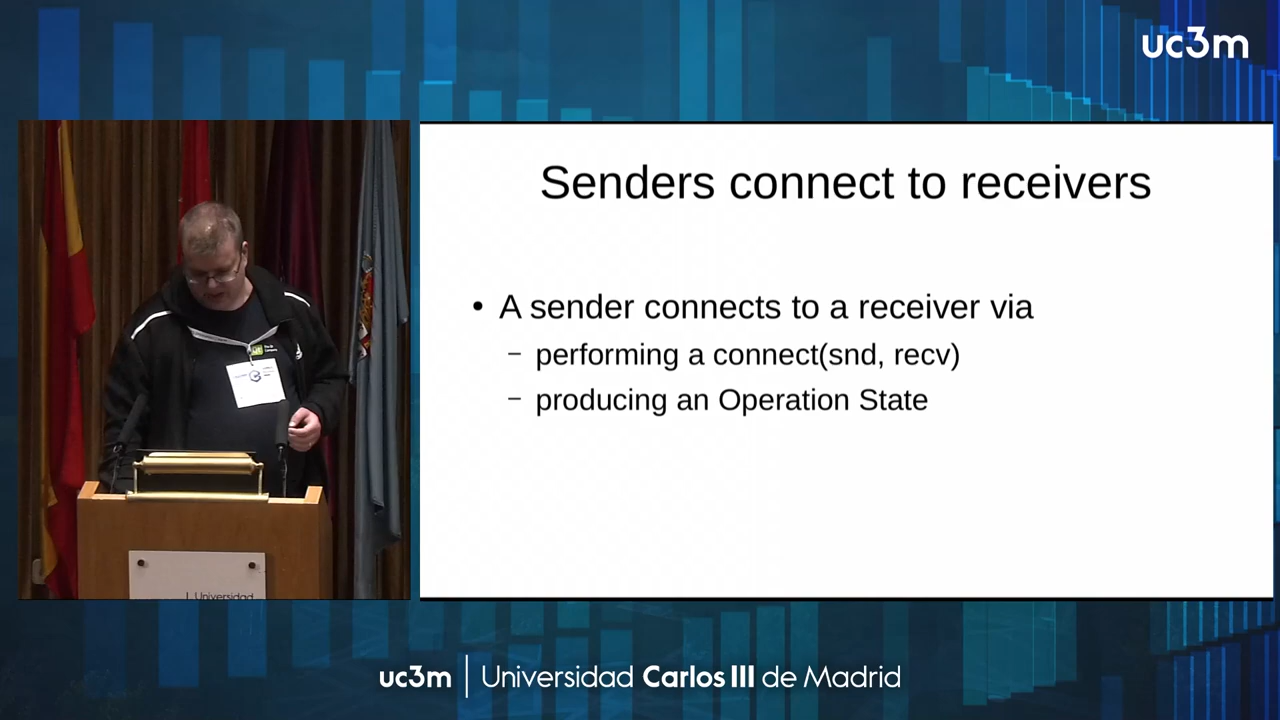 uc3m
Senders connect to receivers
• A sender connects to a receiver via
– performing a connect(snd, recv)
– producing an Operation State
Universidad
uc3m | Universidad Carlos III de Madrid